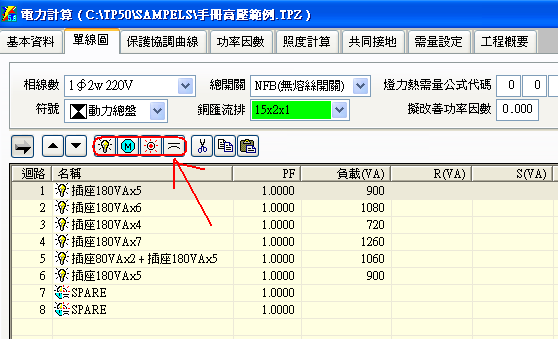 電力計算 ( C:\TP50\SAMPELS\手冊高壓範例.TPZ )
基本資料 單線圖 保護協調曲線 功率因數 照度計算 共同接地 需量設定 工程概要
相線數 1∮2w 220V 總開關 NFB(無熔絲開關) 燈力熱需量公式代碼 0 0
符號 動力總盤 銅匯流排 15x2x1 擬改善功率因數 0.000
M
迴路 名稱 PF 負載(VA) R(VA) S(VA)
1 插座180VAx5 1.0000 900
2 插座180VAx6 1.0000 1080
3 插座180VAx4 1.0000 720
4 插座180VAx7 1.0000 1260
5 插座80VAx2+插座180VAx5 1.0000 1060
6 插座180VAx5 1.0000 900
7 SPARE 1.0000
8 SPARE 1.0000